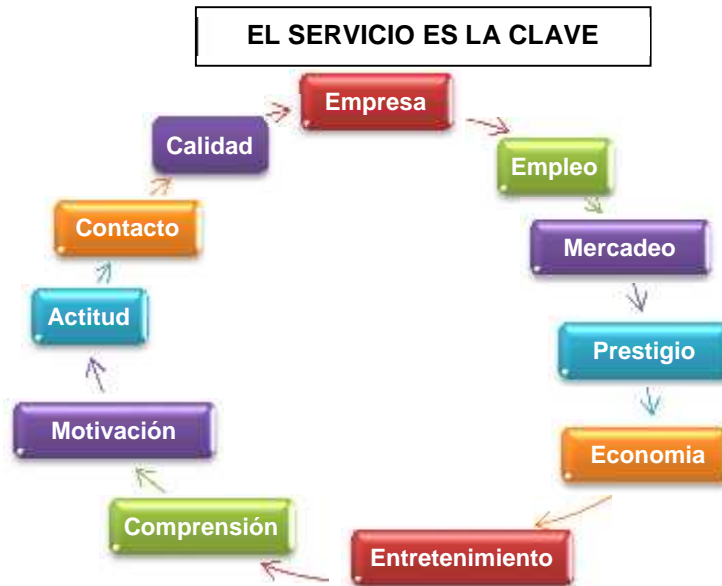 EL SERVICIO ES LA CLAVE
Empresa
Empleo
Mercadeo
Prestigio
Economia
Entretenimiento
Comprensión
Motivación
Actitud
Contacto
Calidad